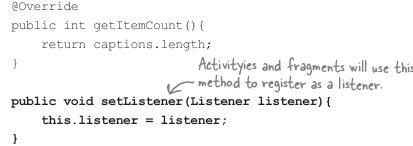 @Override
public int getItemCount(){
return captions.length;
}
Activityies and fragments will use this
method to register as a listener.
public void setListener(Listener listener){
this.listener = listener;
}